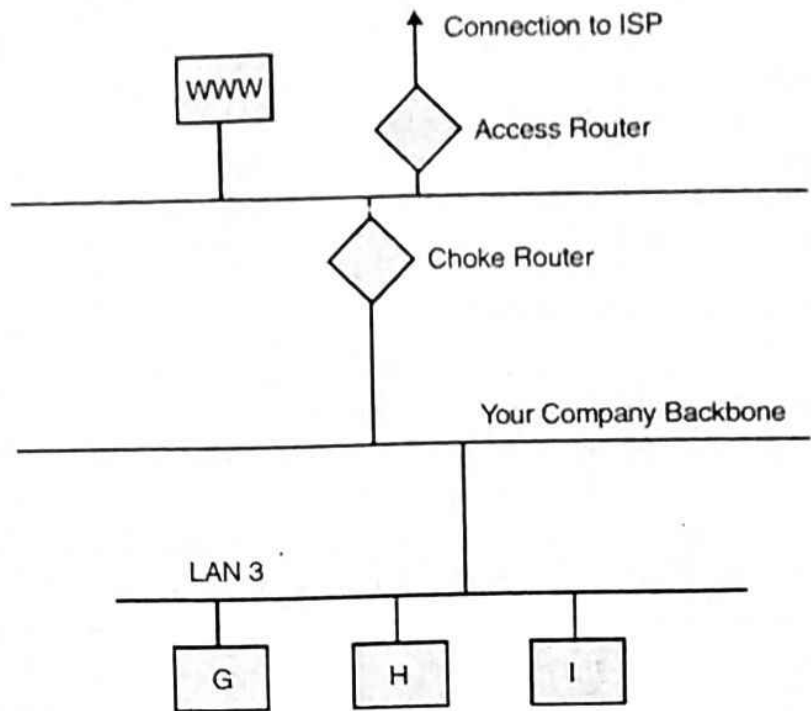 Connection to ISP
WWW
Access Router
Choke Router
Your Company Backbone
LAN 3
G
H
I